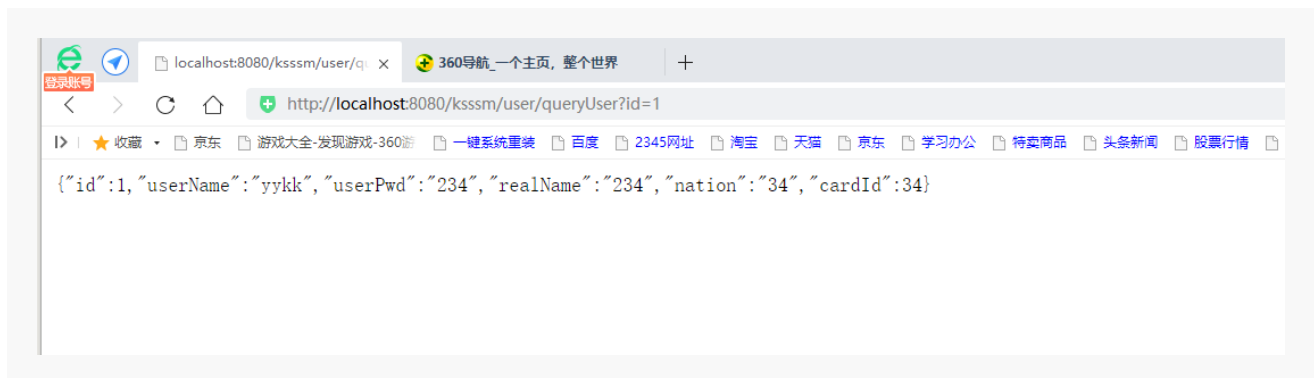 localhost:8080/ksssm/user/q
360导航_一个主页，整个世界
登录账号
http://localhost:8080/ksssm/user/queryUser?id=1
收藏 京东 游戏大全-发现游戏-360游 一键系统重装 百度 2345网址 淘宝 天猫 京东 学习办公 特卖商品 头条新闻 股票行情
{"id":1,"userName":"yykk","userPwd":"234","realName":"234","nation":"34","cardId":34}